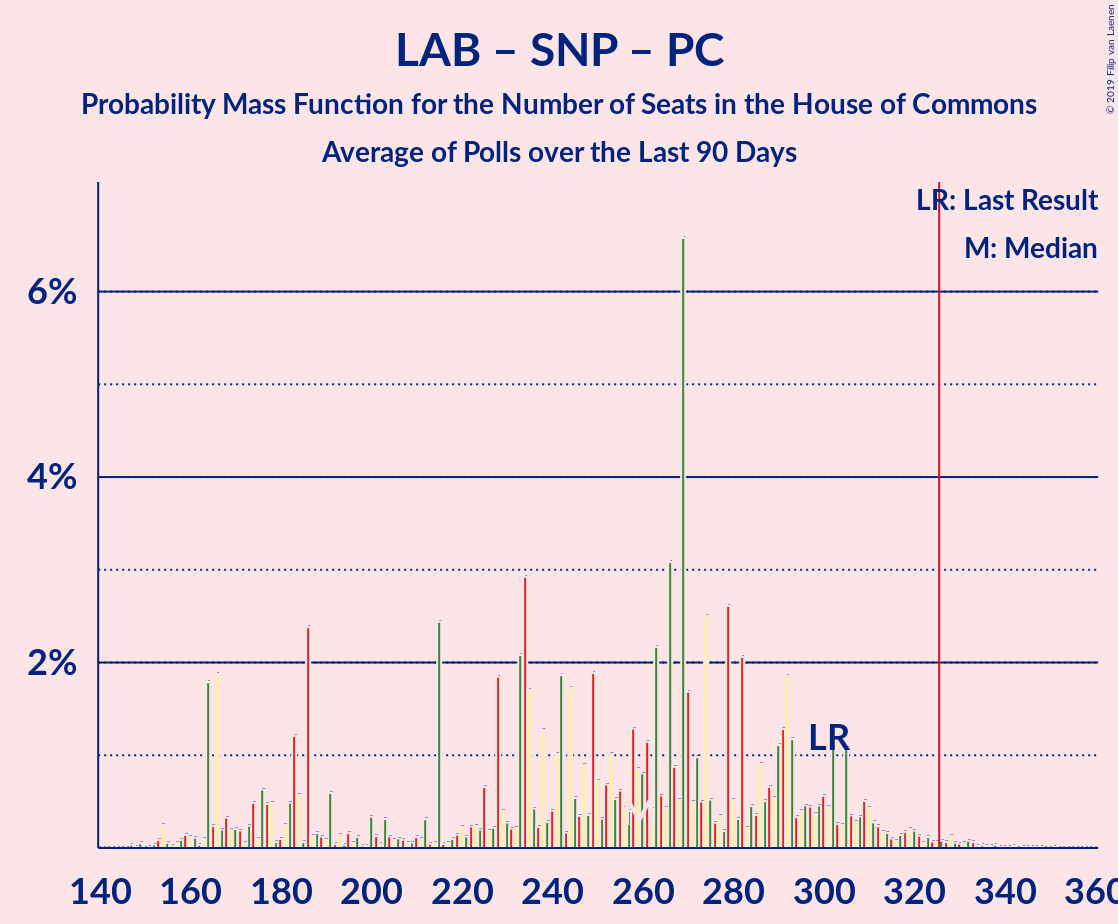 LAB – SNP – PC
Probability Mass Function for the Number of Seats in the House of Commons
Average of Polls over the Last 90 Days
© 2019 Filip van Laenen
LR: Last Result
M: Median
6%
4%
2%
LR
140 160 180 200 220 240 260 280 300 320 340 360